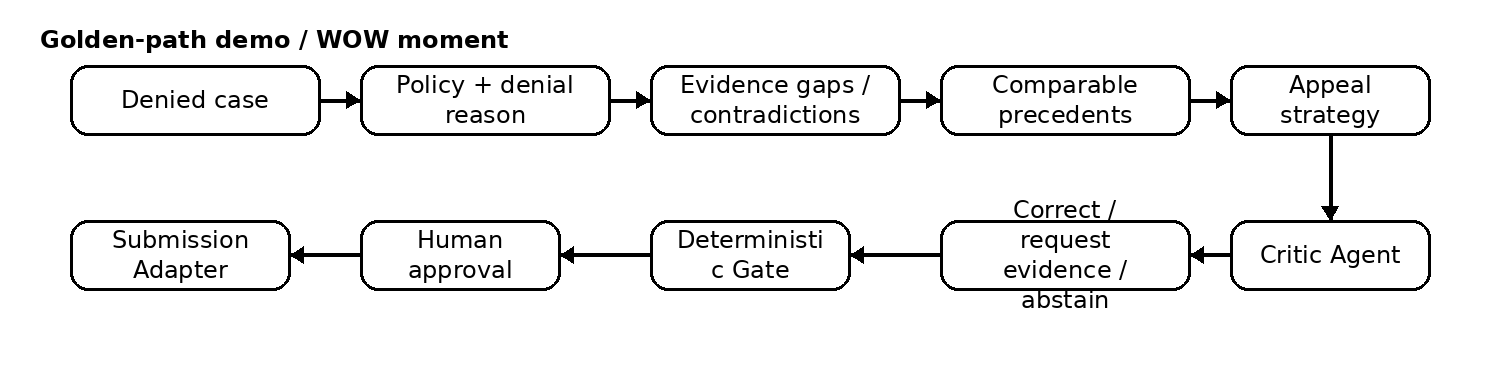 Golden-path demo / WOW moment
Denied case
Policy + denial
reason
Evidence gaps /
contradictions
Comparable
precedents
Appeal
strategy
Submission
Adapter
Human
approval
Deterministi
c Gate
Correct /
request
evidence /
abstain
Critic Agent